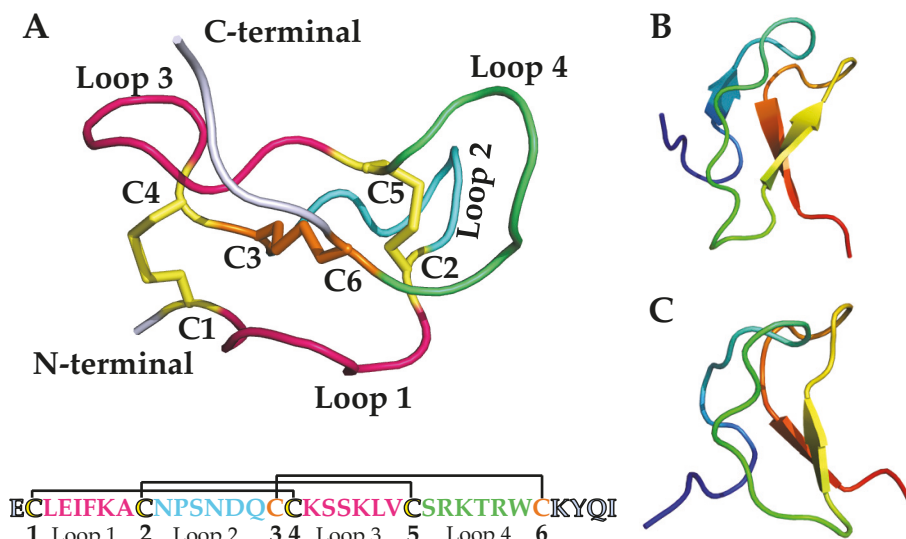 A
C-terminal
B
Loop 3
Loop 4
C4
C5
Loop 2
C3
C6
C2
C1
N-terminal
Loop 1
C
ECLEIFKACNPSNDQCCKSSKLVCSRKTRWCKYQI
1 Loop 1 2 Loop 2 3 4 Loop 3 5 Loop 4 6